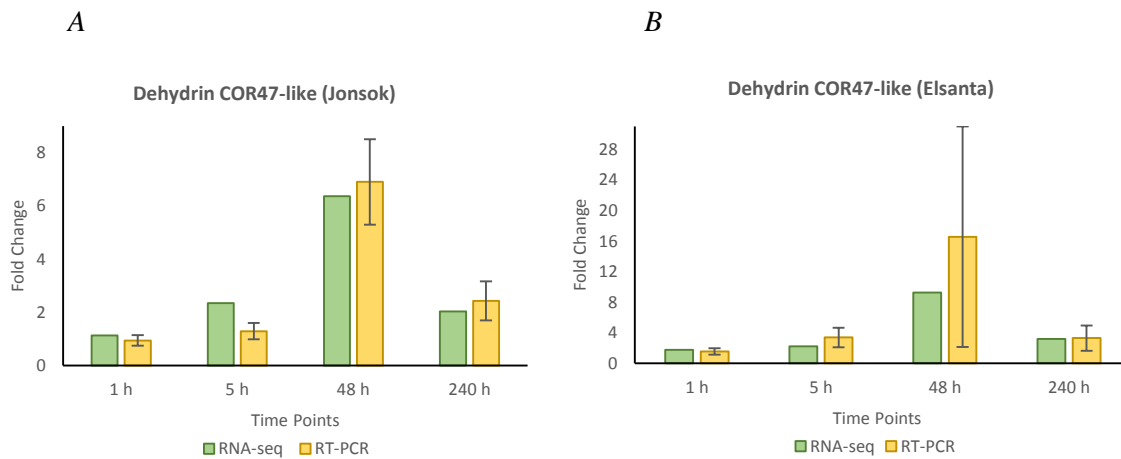 A
Dehydrin COR47-like (Jonsok)
8
6
4
2
0
Fold Change
1 h 5 h 48 h 240 h
Time Points
RNA-seq RT-PCR
B
Dehydrin COR47-like (Elsanta)
28
24
20
16
12
8
4
0
Fold Change
1 h 5 h 48 h 240 h
Time Points
RNA-seq RT-PCR